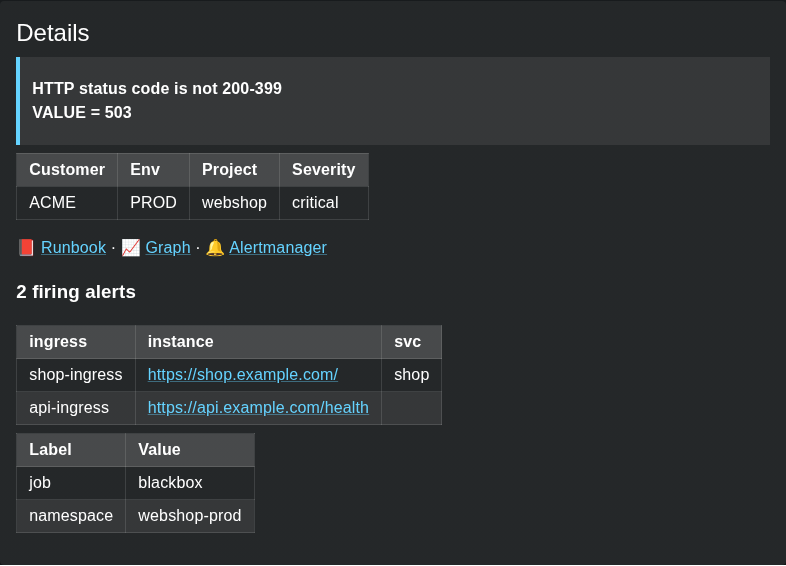 Details
HTTP status code is not 200-399
VALUE = 503
Customer Env Project Severity
ACME PROD webshop critical
📕 Runbook · 📈 Graph · 🔔 Alertmanager
2 firing alerts
ingress instance svc
shop-ingress https://shop.example.com/ shop
api-ingress https://api.example.com/health
Label Value
job blackbox
namespace webshop-prod